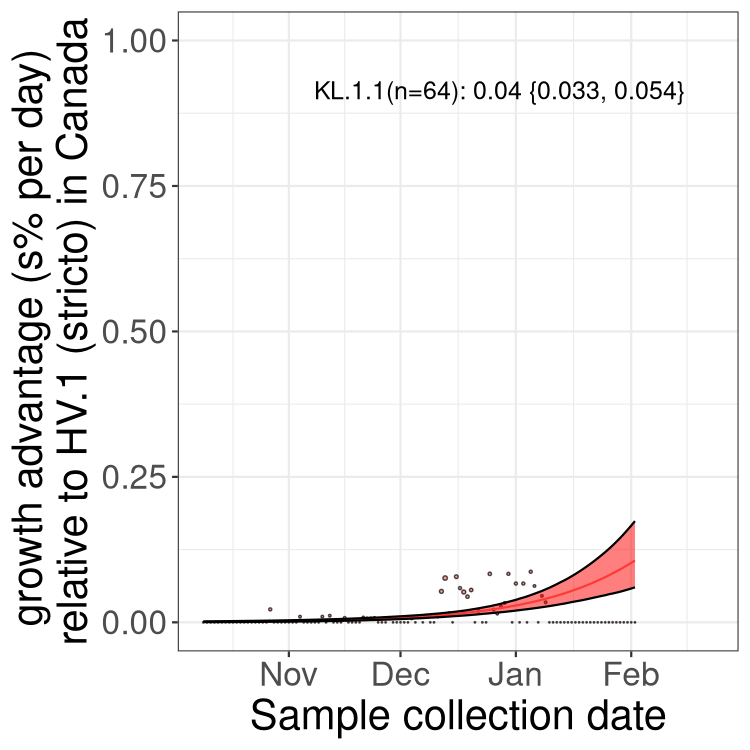 growth advantage (s% per day)
relative to HV.1 (stricto) in Canada
1.00
KL.1.1(n=64): 0.04 {0.033, 0.054}
0.75
0.50
0.25
0.00
Nov Dec Jan Feb
Sample collection date